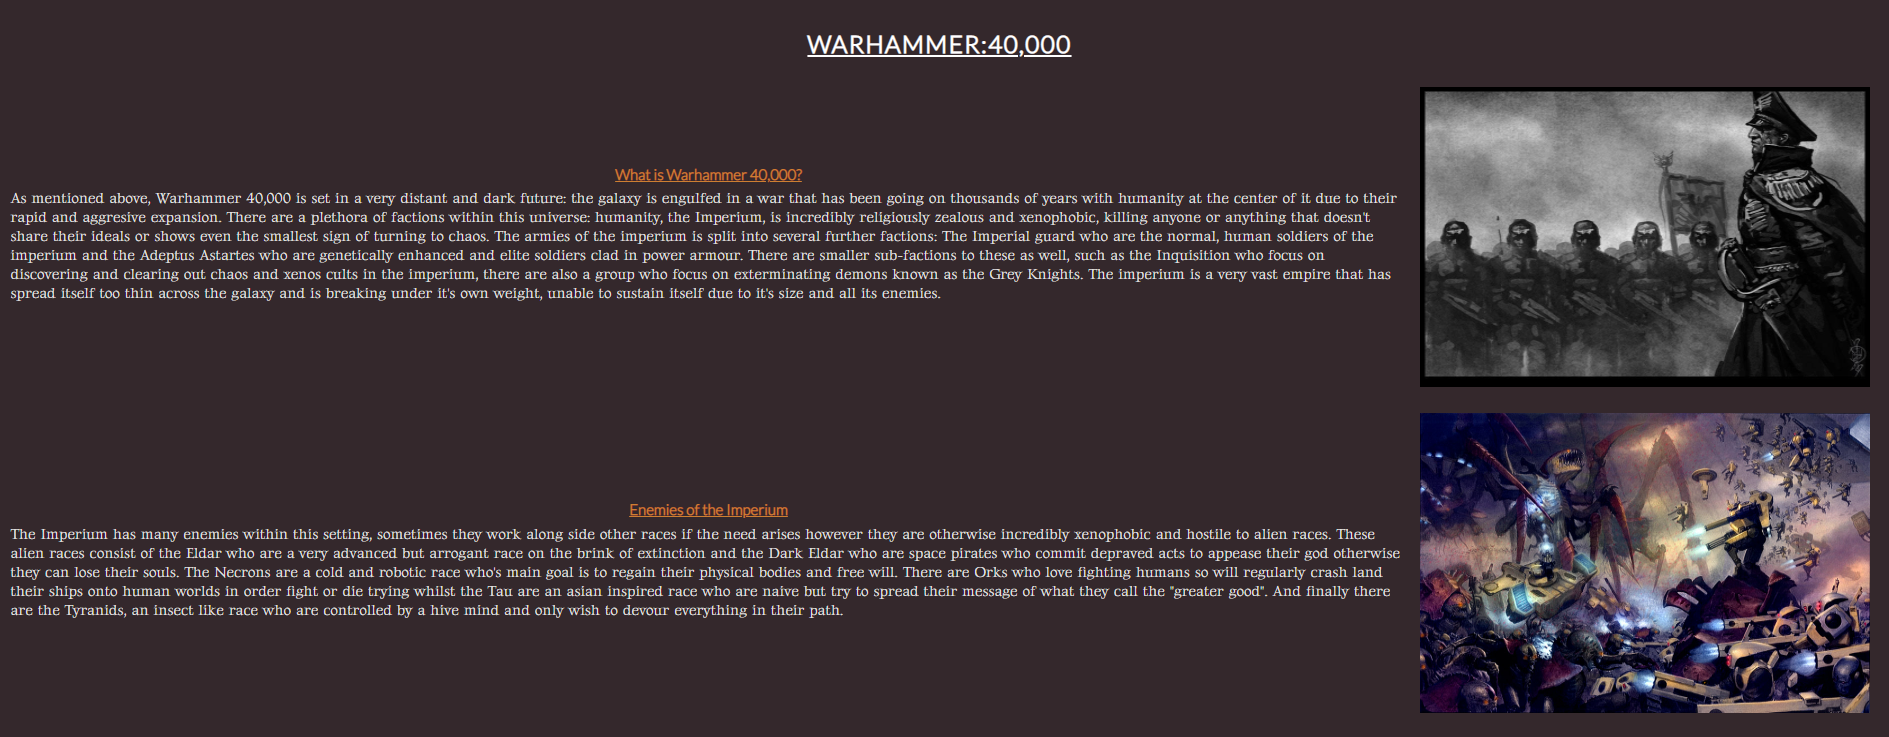 WARHAMMER:40,000
What is Warhammer 40,000?
As mentioned above, Warhammer 40,000 is set in a very distant and dark future: the galaxy is engulfed in a war that has been going on thousands of years with humanity at the center of it due to their
rapid and aggresive expansion. There are a plethora of factions within this universe: humanity, the Imperium, is incredibly religiously zealous and xenophobic, killing anyone or anything that doesn't
share their ideals or shows even the smallest sign of turning to chaos. The armies of the imperium is split into several further factions: The Imperial guard who are the normal, human soldiers of the
imperium and the Adeptus Astartes who are genetically enhanced and elite soldiers clad in power armour. There are smaller sub-factions to these as well, such as the Inquisition who focus on
discovering and clearing out chaos and xenos cults in the imperium, there are also a group who focus on exterminating demons known as the Grey Knights. The imperium is a very vast empire that has
spread itself too thin across the galaxy and is breaking under it's own weight, unable to sustain itself due to it's size and all its enemies.
Enemies of the Imperium
The Imperium has many enemies within this setting, sometimes they work along side other races if the need arises however they are otherwise incredibly xenophobic and hostile to alien races. These
alien races consist of the Eldar who are a very advanced but arrogant race on the brink of extinction and the Dark Eldar who are space pirates who commit depraved acts to appease their god otherwise
they can lose their souls. The Necrons are a cold and robotic race who's main goal is to regain their physical bodies and free will. There are Orks who love fighting humans so will regularly crash land
their ships onto human worlds in order fight or die trying whilst the Tau are an asian inspired race who are naive but try to spread their message of what they call the "greater good". And finally there
are the Tyranids, an insect like race who are controlled by a hive mind and only wish to devour everything in their path.